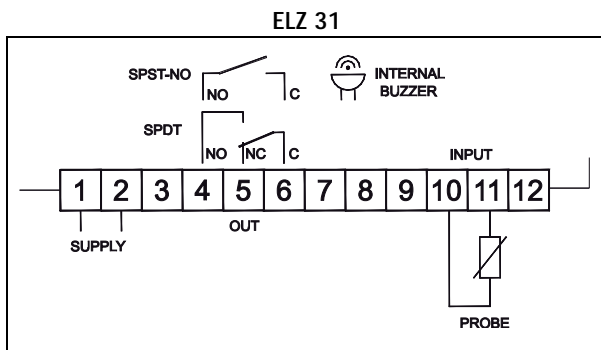 ELZ 31
SPST-NO
NO
C
INTERNAL
BUZZER
SPDT
NO
NC
C
INPUT
1 2 3 4 5 6 7 8 9 10 11 12
SUPPLY
OUT
PROBE